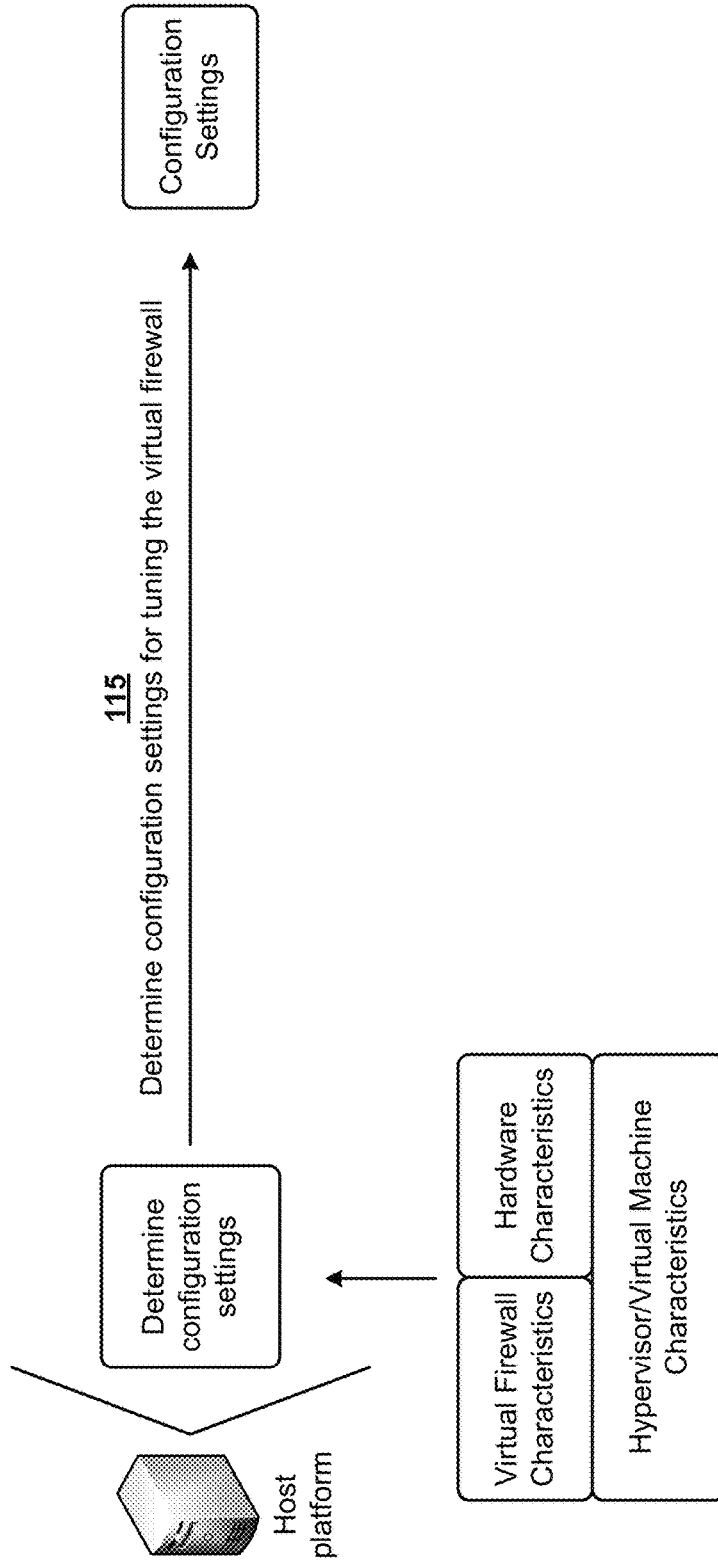 115
Determine configuration settings for tuning the virtual firewall
Host
platform
Determine
configuration
settings
Configuration
Settings
Virtual Firewall
Characteristics
Hardware
Characteristics
Hypervisor/Virtual Machine
Characteristics